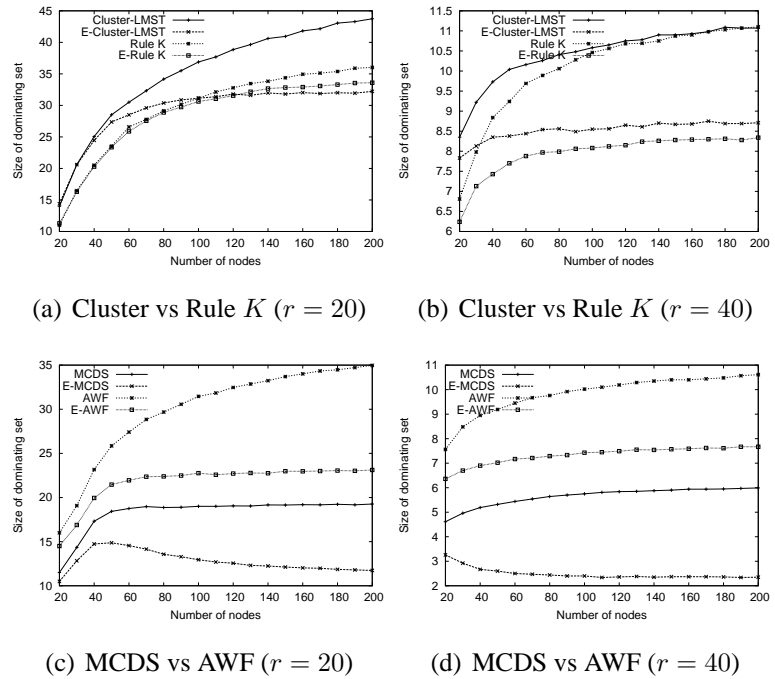 Cluster-LMST
E-Cluster-LMST
Rule K
E-Rule K
45
40
35
30
25
20
15
10
Size of dominating set
20 40 60 80 100 120 140 160 180 200
Number of nodes
(a) Cluster vs Rule K (r = 20)
Cluster-LMST
E-Cluster-LMST
Rule K
E-Rule K
11.5
11
10.5
10
9.5
9
8.5
8
7.5
7
6.5
6
Size of dominating set
20 40 60 80 100 120 140 160 180 200
Number of nodes
(b) Cluster vs Rule K (r = 40)
MCDS
E-MCDS
AWF
E-AWF
35
30
25
20
15
10
Size of dominating set
20 40 60 80 100 120 140 160 180 200
Number of nodes
(c) MCDS vs AWF (r = 20)
MCDS
E-MCDS
AWF
E-AWF
11
10
9
8
7
6
5
4
3
2
Size of dominating set
20 40 60 80 100 120 140 160 180 200
Number of nodes
(d) MCDS vs AWF (r = 40)